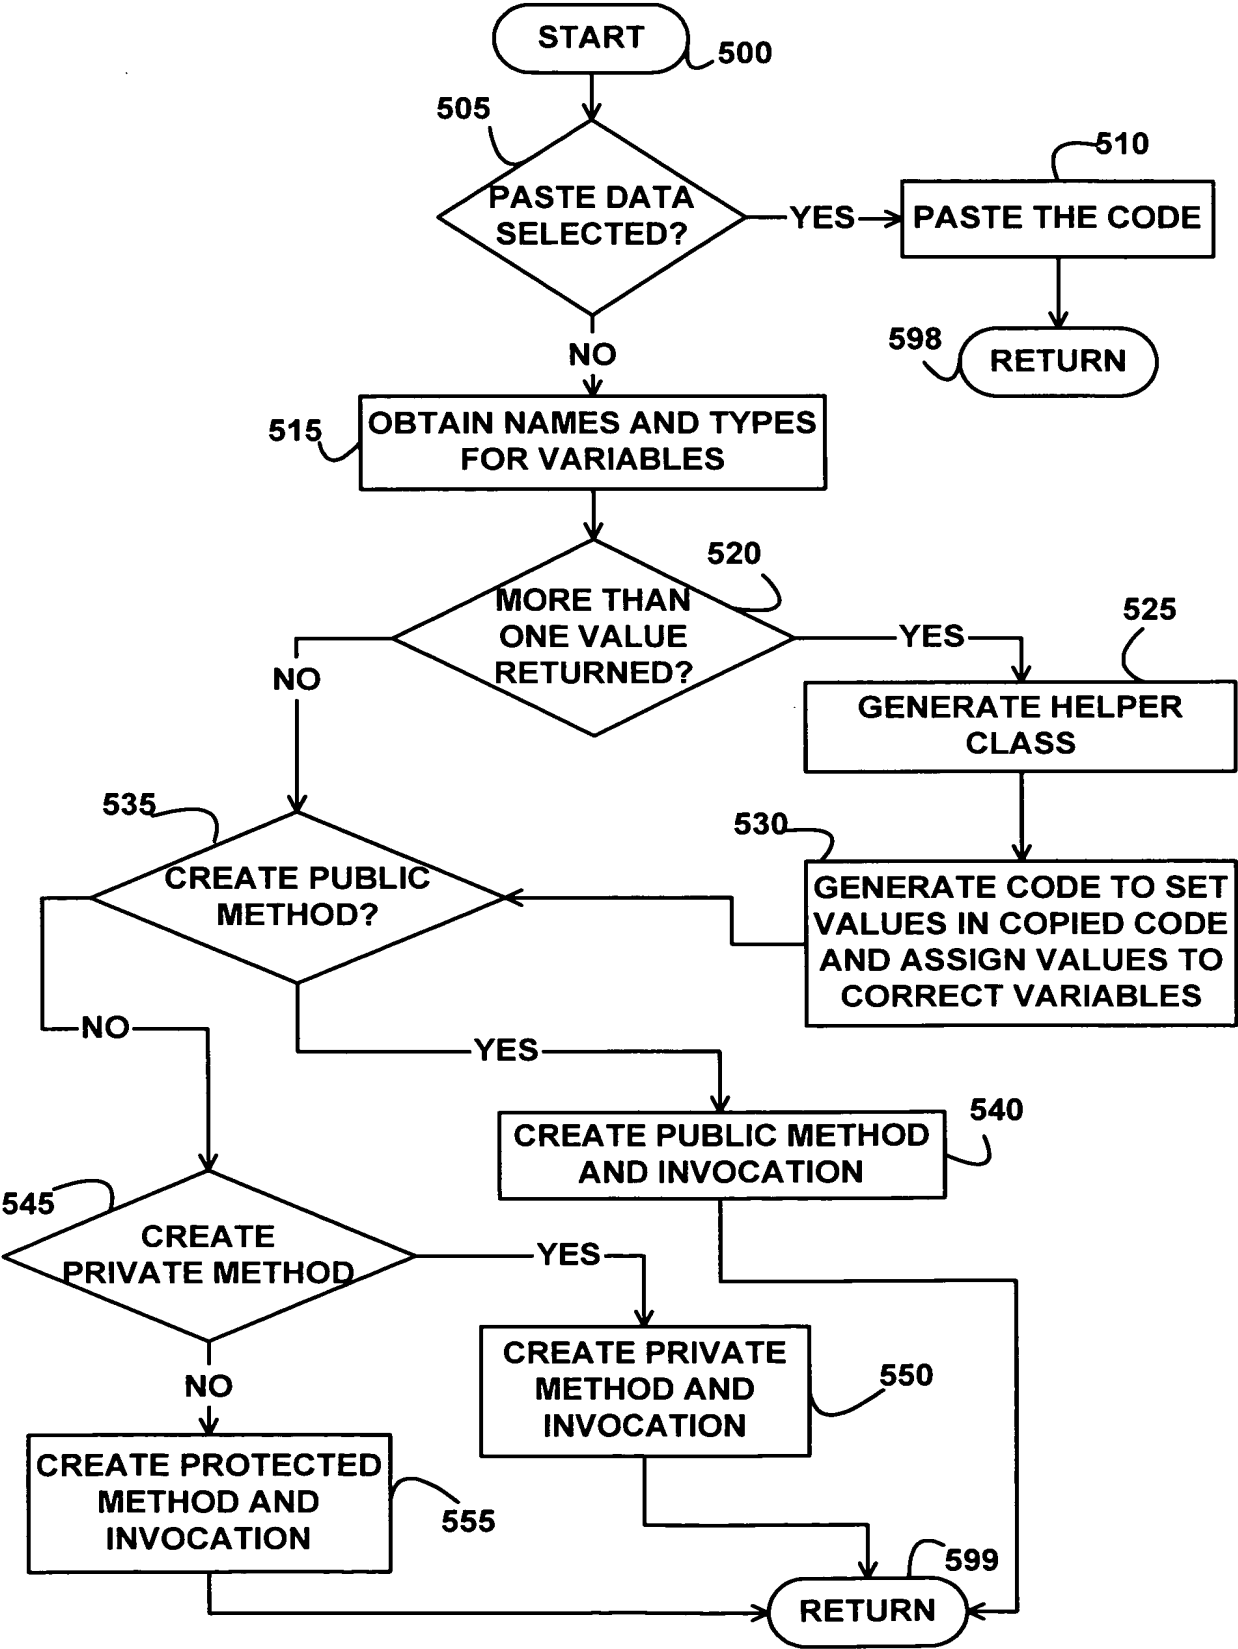 START
500
505
PASTE DATA
SELECTED?
YES
510
PASTE THE CODE
598
RETURN
NO
515
OBTAIN NAMES AND TYPES
FOR VARIABLES
520
MORE THAN
ONE VALUE
RETURNED?
YES
525
GENERATE HELPER
CLASS
NO
530
GENERATE CODE TO SET
VALUES IN COPIED CODE
AND ASSIGN VALUES TO
CORRECT VARIABLES
535
CREATE PUBLIC
METHOD?
NO
YES
540
CREATE PUBLIC METHOD
AND INVOCATION
545
CREATE
PRIVATE METHOD
YES
550
CREATE PRIVATE
METHOD AND
INVOCATION
NO
555
CREATE PROTECTED
METHOD AND
INVOCATION
599
RETURN